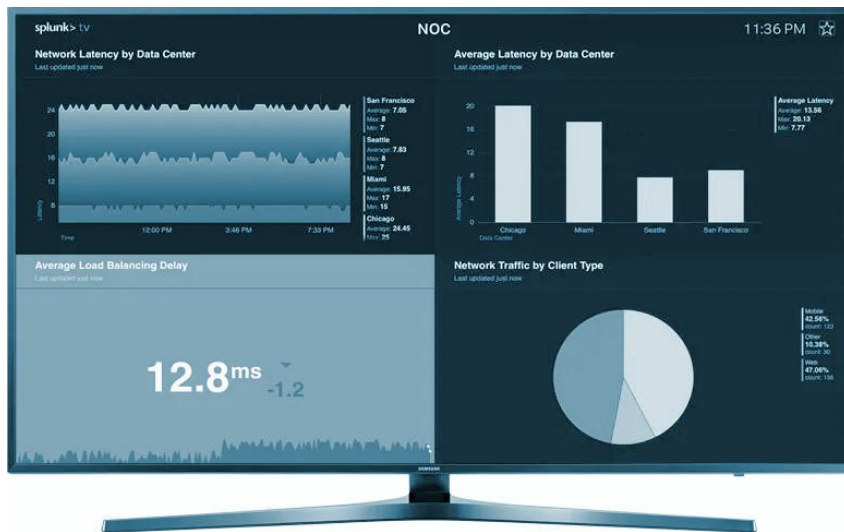 splunk> tv
NOC
11:36 PM
Network Latency by Data Center
Last updated just now
24
20
16
12
8
Latency
Time
12:00 PM
3:46 PM
7:33 PM
San Francisco
Average: 7.05
Max: 8
Min: 7
Seattle
Average: 7.83
Max: 8
Min: 7
Miami
Average: 15.95
Max: 17
Min: 15
Chicago
Average: 24.45
Max: 25
Average Latency by Data Center
Last updated just now
20
16
12
8
4
0
Average Latency
Chicago
Miami
Seattle
San Francisco
Data Center
Average Latency
Average: 13.56
Max: 20.13
Min: 7.77
Average Load Balancing Delay
Last updated just now
12.8ms
-1.2
Network Traffic by Client Type
Last updated just now
Mobile
42.56%
count: 123
Other
10.38%
count: 30
Web
47.06%
count: 136
SAMSUNG